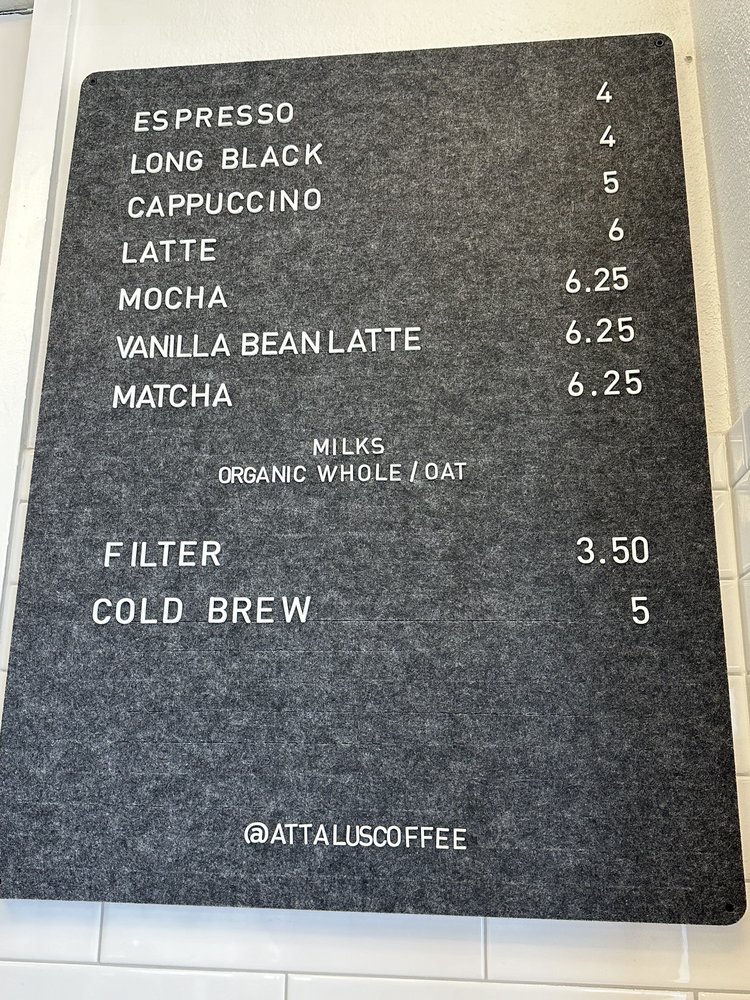 ESPRESSO 4
LONG BLACK 4
CAPPUCCINO 5
LATTE 6
MOCHA 6.25
VANILLA BEAN LATTE 6.25
MATCHA 6.25
MILKS
ORGANIC WHOLE / OAT
FILTER 3.50
COLD BREW 5
@ATTALUSCOFFEE